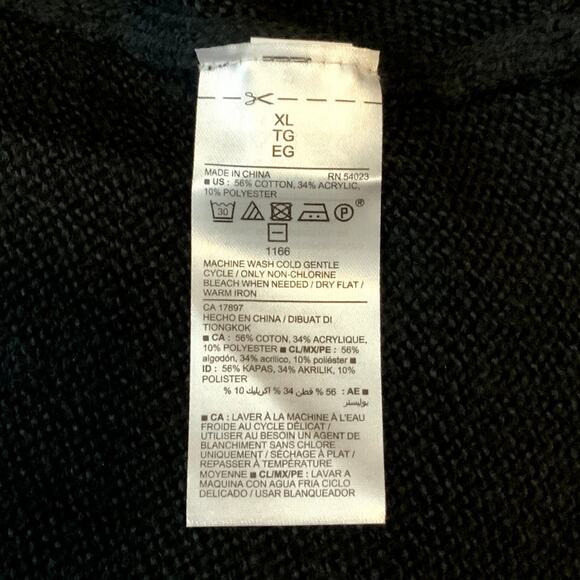 XL
TG
EG
MADE IN CHINA RN 54023
■ US : 56% COTTON, 34% ACRYLIC,
10% POLYESTER
30 P ®
1166
MACHINE WASH COLD GENTLE
CYCLE / ONLY NON-CHLORINE
BLEACH WHEN NEEDED / DRY FLAT /
WARM IRON
CA 17897
HECHO EN CHINA / DIBUAT DI
TIONGKOK
■ CA : 56% COTON, 34% ACRYLIQUE,
10% POLYESTER ■ CL/MX/PE : 56%
algodón, 34% acrílico, 10% poliéster ■
ID : 56% KAPAS, 34% AKRILIK, 10%
POLISTER
■ AE : 56 % قطن 34 % اكريليك 10 %
بوليستر
■ CA : LAVER À LA MACHINE À L'EAU
FROIDE AU CYCLE DÉLICAT /
UTILISER AU BESOIN UN AGENT DE
BLANCHIMENT SANS CHLORE
UNIQUEMENT / SÉCHAGE À PLAT /
REPASSER À TEMPÉRATURE
MOYENNE ■ CL/MX/PE : LAVAR A
MAQUINA CON AGUA FRIA CICLO
DELICADO / USAR BLANQUEADOR